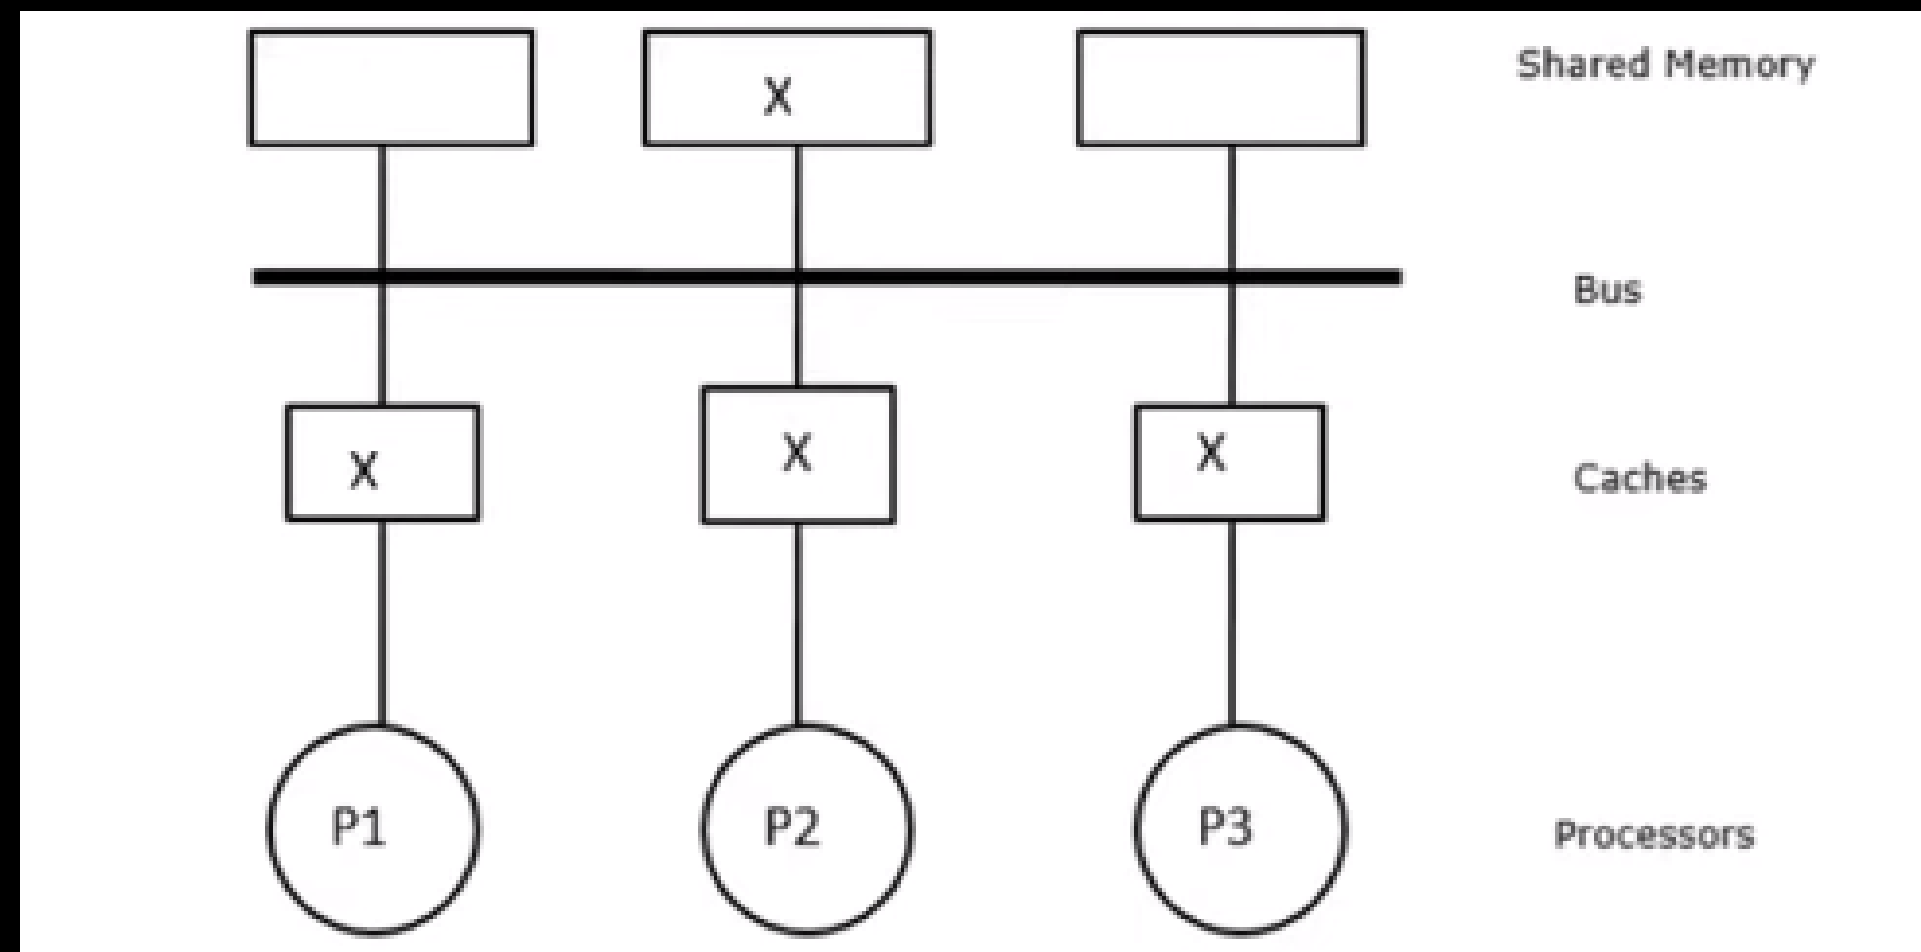 X
Shared Memory
Bus
X
X
X
Caches
P1
P2
P3
Processors